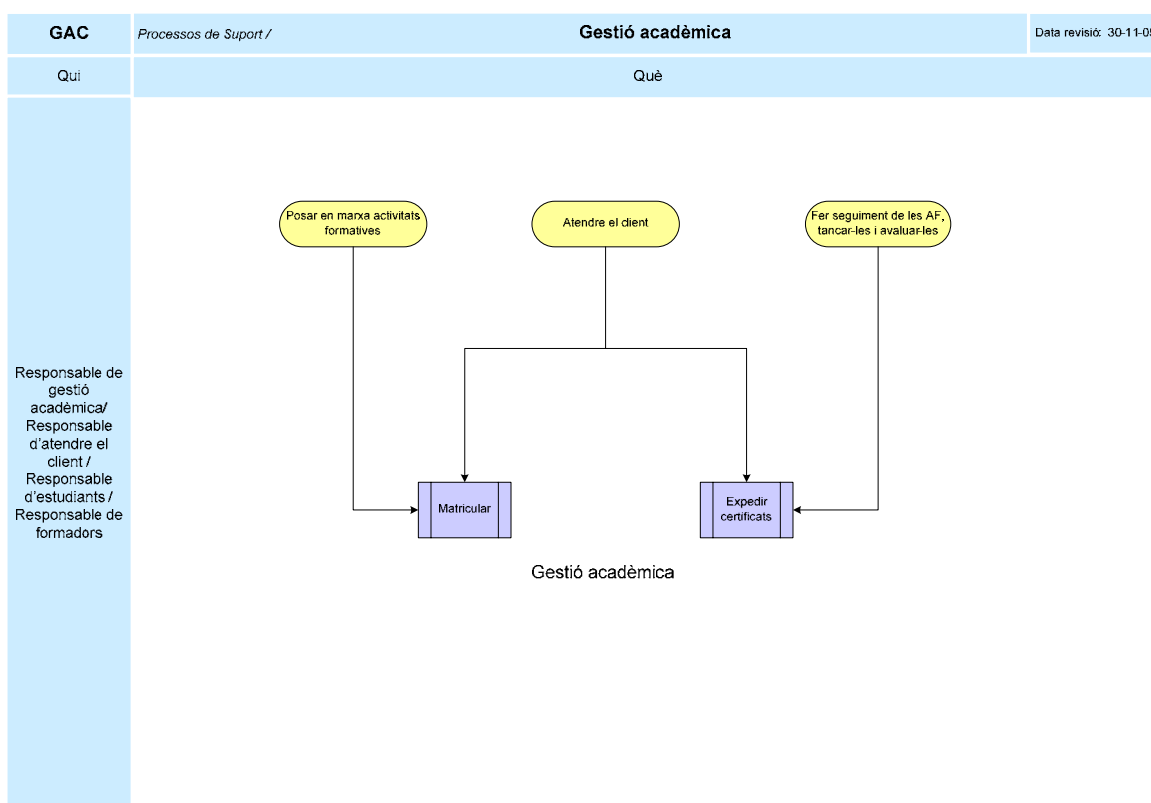 GAC
Processos de Suport /
Gestió acadèmica
Data revisió: 30-11-05
Qui
Què
Posar en marxa activitats
formatives
Atendre el client
Fer seguiment de les AF,
tancar-les i avaluar-les
Responsable de
gestió
acadèmica/
Responsable
d'atendre el
client /
Responsable
d'estudiants /
Responsable de
formadors
Matricular
Expedir
certificats
Gestió acadèmica